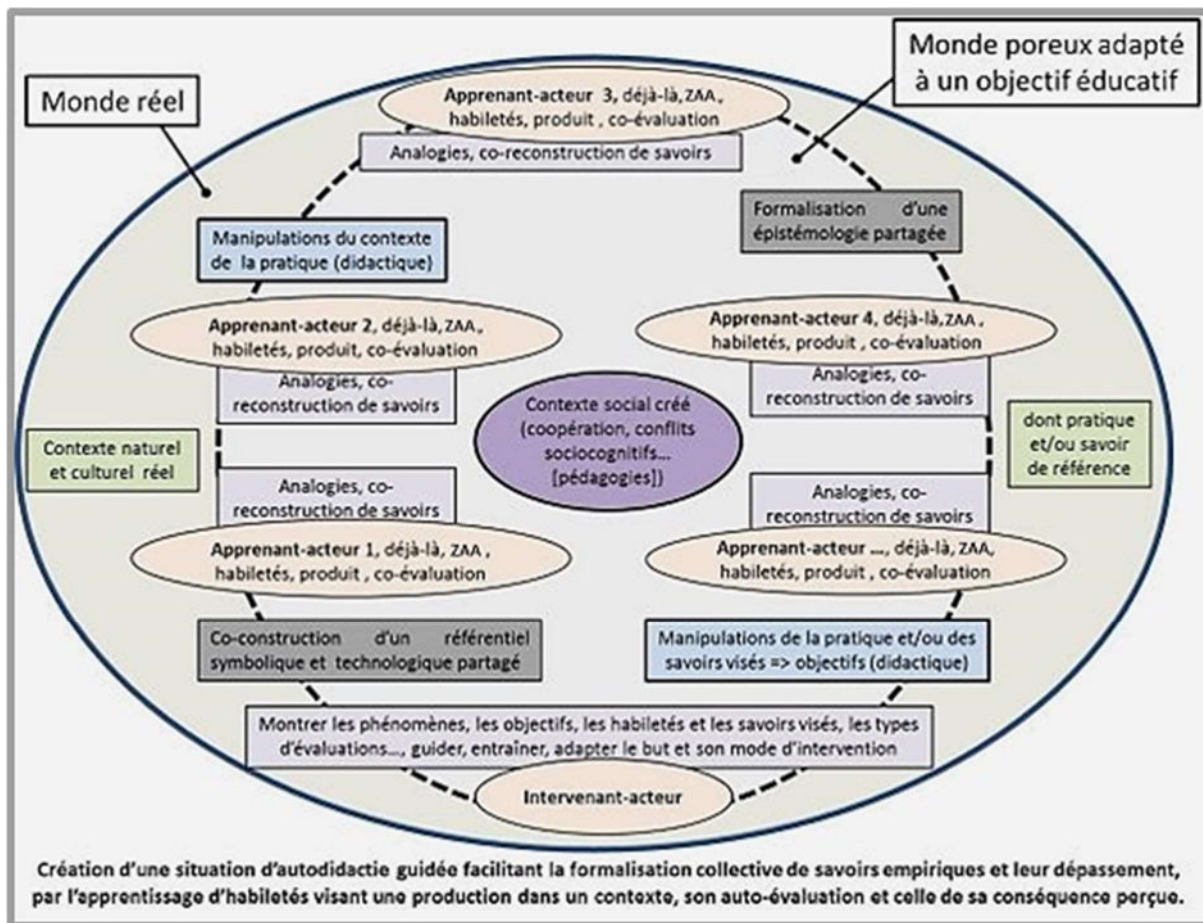 Monde réel
Monde poreux adapté
à un objectif éducatif
Apprenant-acteur 3, déjà-là, ZAA,
habiletés, produit , co-évaluation
Analogies, co-reconstruction de savoirs
Manipulations du contexte
de la pratique (didactique)
Formalisation d'une
épistémologie partagée
Apprenant-acteur 2, déjà-là, ZAA,
habiletés, produit, co-évaluation
Analogies, co-
reconstruction de savoirs
Apprenant-acteur 4, déjà-là, ZAA,
habiletés, produit , co-évaluation
Analogies, co-
reconstruction de savoirs
Contexte social créé
(coopération, conflits
sociocognitifs...
[pédagogies])
Contexte naturel
et culturel réel
dont pratique
et/ou savoir
de référence
Analogies, co-
reconstruction de savoirs
Apprenant-acteur 1, déjà-là, ZAA ,
habiletés, produit , co-évaluation
Analogies, co-
reconstruction de savoirs
Apprenant-acteur ..., déjà-là, ZAA,
habiletés, produit , co-évaluation
Co-construction d'un référentiel
symbolique et technologique partagé
Manipulations de la pratique et/ou des
savoirs visés => objectifs (didactique)
Montrer les phénomènes, les objectifs, les habiletés et les savoirs visés, les types
d'évaluations..., guider, entraîner, adapter le but et son mode d'intervention
Intervenant-acteur
Création d'une situation d'autodidactie guidée facilitant la formalisation collective de savoirs empiriques et leur dépassement,
par l'apprentissage d'habiletés visant une production dans un contexte, son auto-évaluation et celle de sa conséquence perçue.